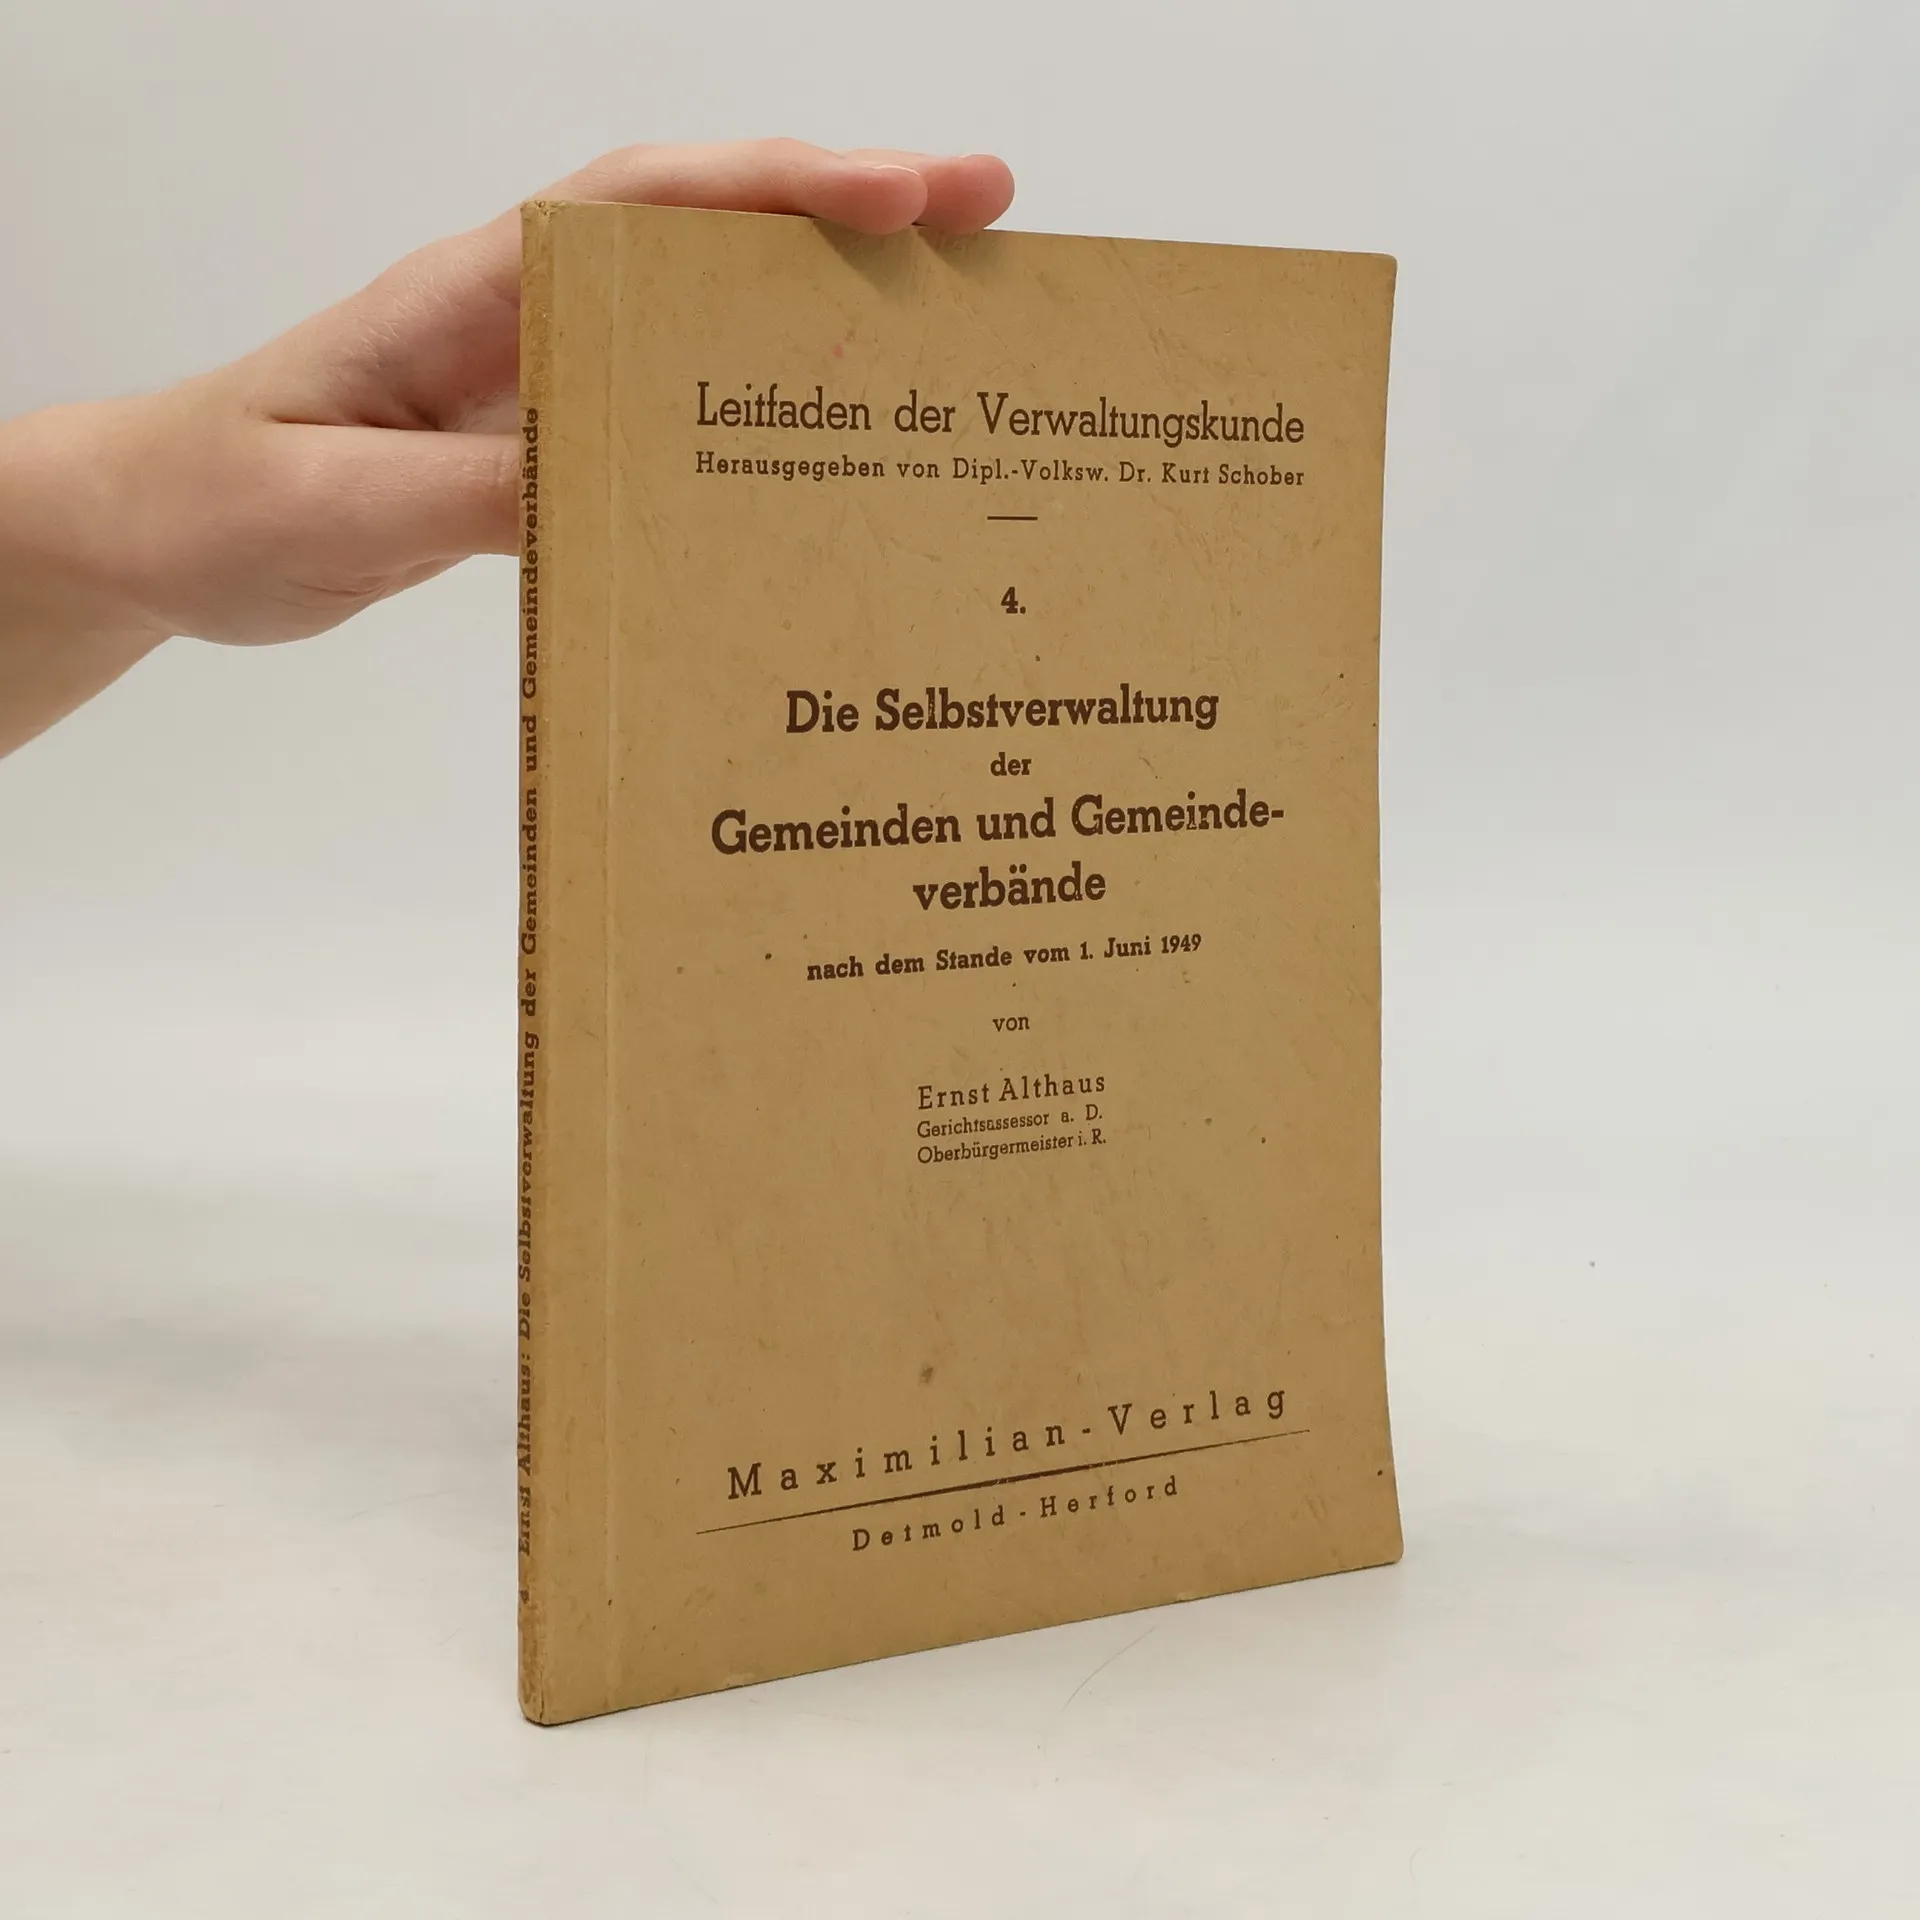 Leitfaden der Verwaltungskunde
Herausgegeben von Dipl.-Volksw. Dr. Kurt Schober
4.
Die Selbstverwaltung
der
Gemeinden und Gemeinde-
verbände
nach dem Stande vom 1. Juni 1949
von
Ernst Althaus
Gerichtsassessor a. D.
Oberbürgermeister i. R.
Maximilian-Verlag
Detmold-Herford
4 Ernst Althaus: Die Selbstverwaltung der Gemeinden und Gemeindeverbände